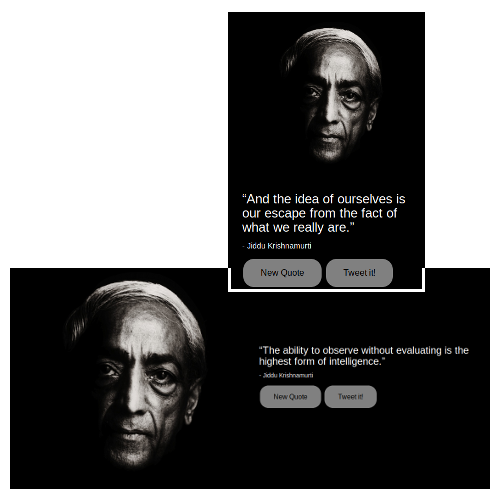 “And the idea of ourselves is
our escape from the fact of
what we really are.”
- Jiddu Krishnamurti
New Quote
Tweet it!
“The ability to observe without evaluating is the
highest form of intelligence.”
- Jiddu Krishnamurti
New Quote
Tweet it!